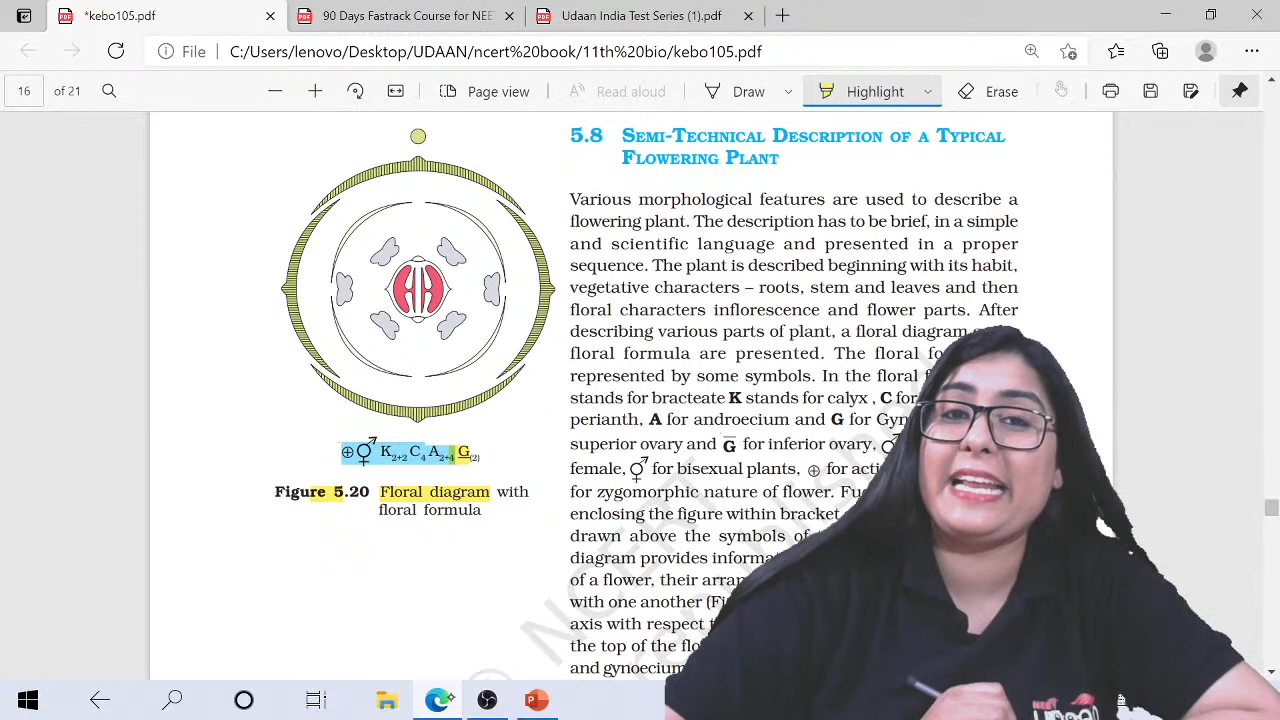 *kebo105.pdf
90 Days Fastrack Course for NEE
Udaan India Test Series (1).pdf
File
C:/Users/lenovo/Desktop/UDAAN/ncert%20book/11th%20bio/kebo105.pdf
16 of 21
Page view
Read aloud
Draw
Highlight
Erase
5.8 SEMI-TECHNICAL DESCRIPTION OF A TYPICAL
FLOWERING PLANT
Various morphological features are used to describe a
flowering plant. The description has to be brief, in a simple
and scientific language and presented in a proper
sequence. The plant is described beginning with its habit,
vegetative characters – roots, stem and leaves and then
floral characters inflorescence and flower parts. After
describing various parts of plant, a floral diagram
floral formula are presented. The floral
represented by some symbols. In the floral
stands for bracteate K stands for calyx , C for
perianth, A for androecium and G for
superior ovary and G̅ for inferior ovary,
female, ⚥ for bisexual plants, ⊕ for
for zygomorphic nature of flower.
enclosing the figure within bracket
drawn above the symbols of
diagram provides
of a flower, their
with one another
axis with respect
the top of the
and
⊕ ⚥ K2+2 C4 A2+4 G(2)
Figure 5.20 Floral diagram with
floral formula
© NCERT
NEET